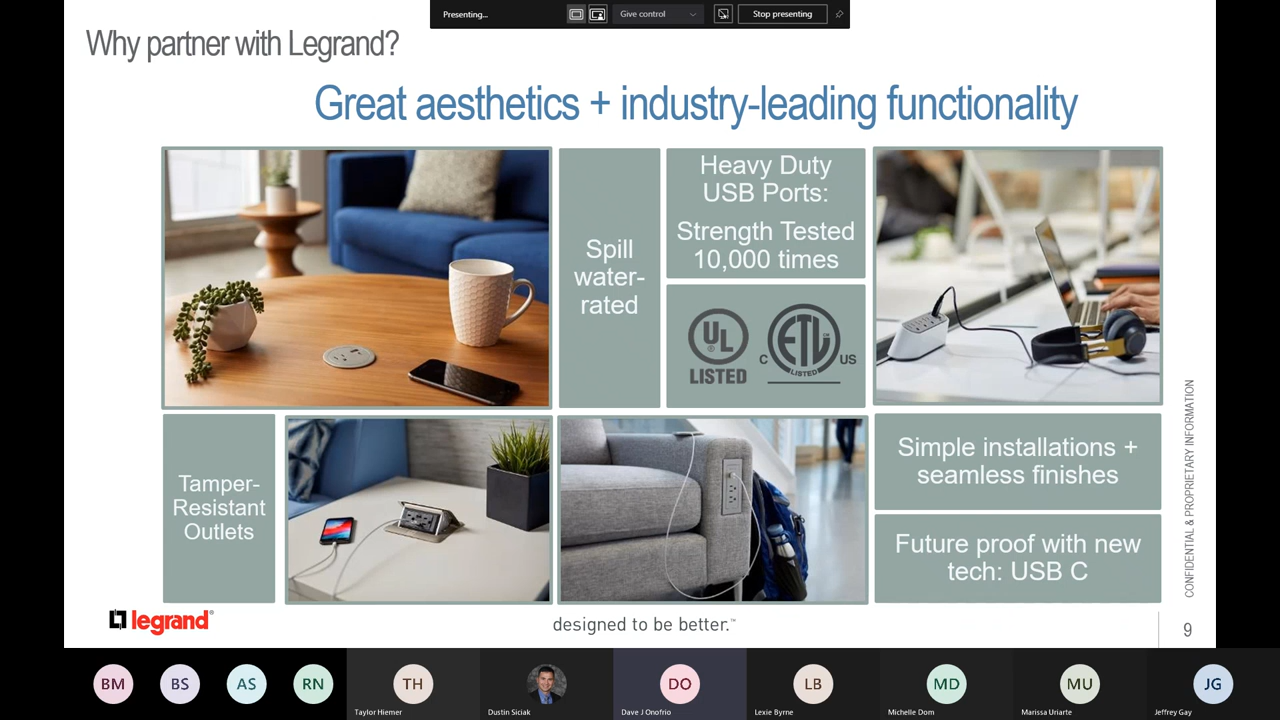 Presenting...
Give control
Stop presenting
Why partner with Legrand?
Great aesthetics + industry-leading functionality
Spill
water-
rated
Heavy Duty
USB Ports:
Strength Tested
10,000 times
UL
®
LISTED
C
ETL
CM
LISTED
US
Tamper-
Resistant
Outlets
Simple installations +
seamless finishes
Future proof with new
tech: USB C
CONFIDENTIAL & PROPRIETARY INFORMATION
legrand®
designed to be better.™
9
BM
BS
AS
RN
TH
DO
LB
MD
MU
JG
Taylor Hiemer
Dustin Siciak
Dave J Onofrio
Lexie Byrne
Michelle Dom
Marissa Uriarte
Jeffrey Gay